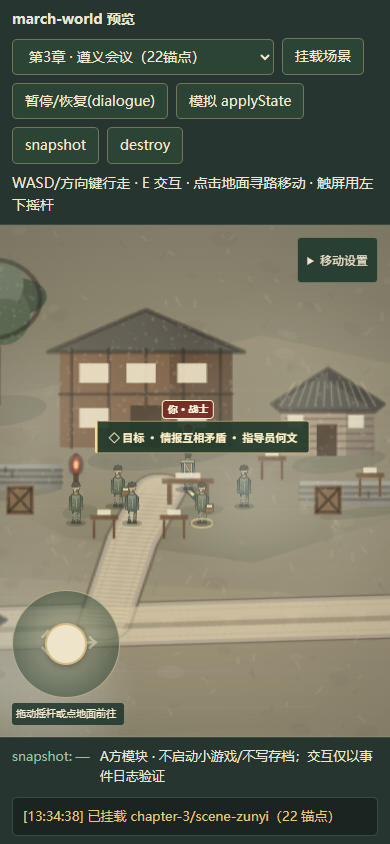 march-world 预览
第3章 · 遵义会议（22锚点）
挂载场景
暂停/恢复(dialogue)
模拟 applyState
snapshot
destroy
WASD/方向键行走 · E 交互 · 点击地面寻路移动 · 触屏用左
下摇杆
▶ 移动设置
你 · 战士
◇ 目标 · 情报互相矛盾 · 指导员何文
拖动摇杆或点地面前往
snapshot: —
A方模块 · 不启动小游戏/不写存档；交互仅以事
件日志验证
[13:34:38] 已挂载 chapter-3/scene-zunyi（22 锚点）